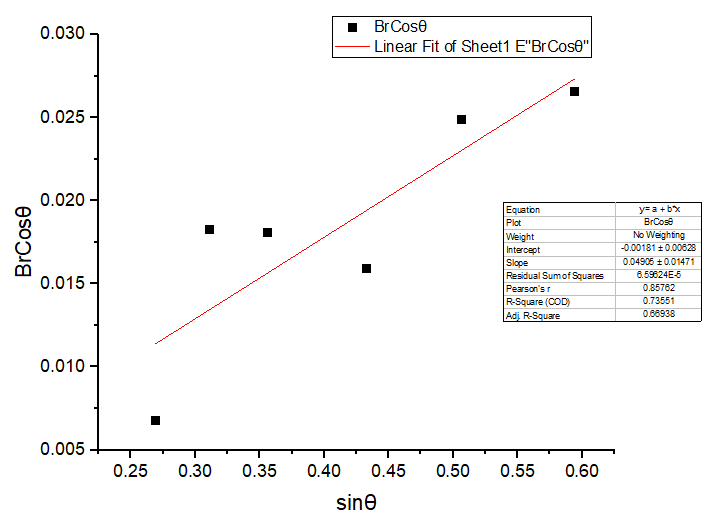 BrCosθ
Linear Fit of Sheet1 E"BrCosθ"
0.030
0.025
0.020
0.015
0.010
0.005
BrCosθ
0.25 0.30 0.35 0.40 0.45 0.50 0.55 0.60
sinθ
Equation y= a + b*x
Plot BrCosθ
Weight No Weighting
Intercept -0.00181 ± 0.00628
Slope 0.04905 ± 0.01471
Residual Sum of Squares 6.59624E-5
Pearson's r 0.85762
R-Square (COD) 0.73551
Adj. R-Square 0.66938